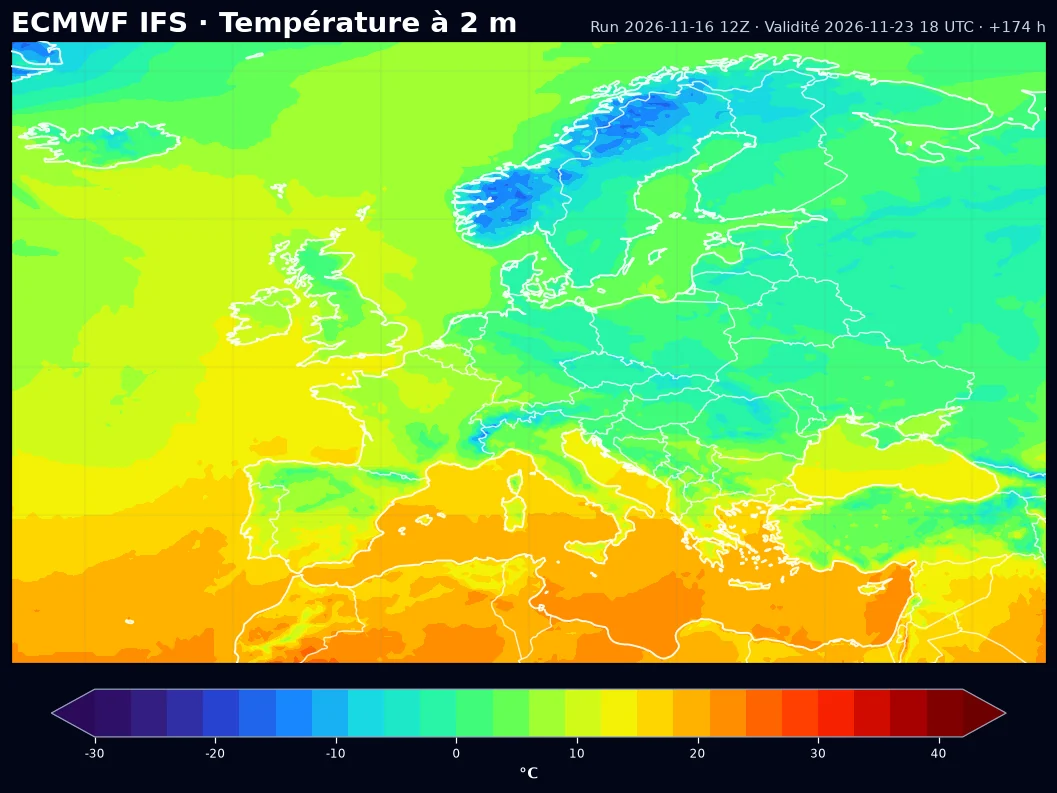 ECMWF IFS · Température à 2 m
Run 2026-11-16 12Z · Validité 2026-11-23 18 UTC · +174 h
-30 -20 -10 0 10 20 30 40
°C